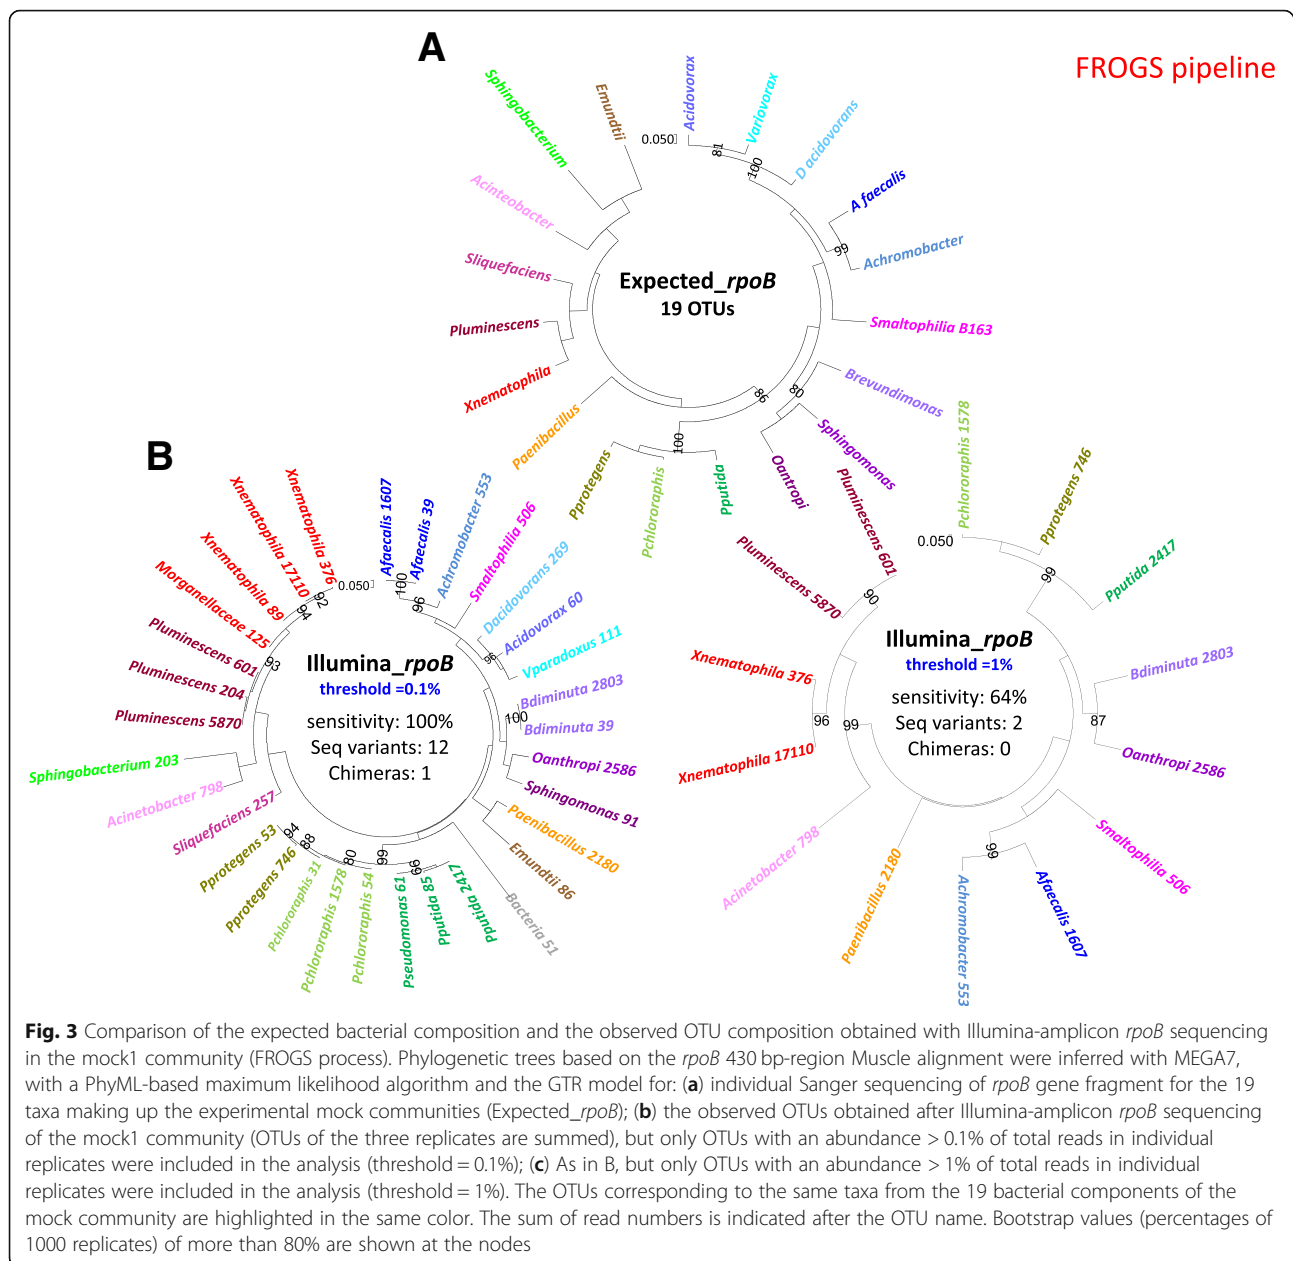 A
FROGS pipeline
Sphingobacterium
Emundtii
0.050
Acidovorax
Variovorax
81
100
D acidovorans
A faecalis
99
Achromobacter
Acinteobacter
Sliquefaciens
Pluminescens
Xnematophila
Expected_rpoB
19 OTUs
Smaltophilia B163
Brevundimonas
80
86
Sphingomonas
Oantropi
Paenibacillus
100
Pprotegens
Pchlororaphis
Pputida
B
Xnematophila 376
Xnematophila 17110
Xnematophila 89
Morganellaceae 125
Pluminescens 601
Pluminescens 204
Pluminescens 5870
Sphingobacterium 203
Acinetobacter 798
Sliquefaciens 257
Pprotegens 53
Pprotegens 746
Pchlororaphis 31
Pchlororaphis 1578
Pchlororaphis 54
Pseudomonas 61
Pputida 85
Pputida 2417
Bacteria 51
Emundtii 86
Paenibacillus 2180
Sphingomonas 91
Oanthropi 2586
Bdiminuta 39
Bdiminuta 2803
Vparadoxus 111
Acidovorax 60
Dacidovorans 269
Smaltophilia 506
Achromobacter 553
Afaecalis 39
Afaecalis 1607
0.050
100
96
92
94
93
96
100
94
88
80
99
99
Illumina_rpoB
threshold =0.1%
sensitivity: 100%
Seq variants: 12
Chimeras: 1
Pchlororaphis 1578
Pprotegens 746
0.050
Pputida 2417
99
Pluminescens 601
Pluminescens 5870
90
Xnematophila 376
96
99
Xnematophila 17110
Illumina_rpoB
threshold =1%
sensitivity: 64%
Seq variants: 2
Chimeras: 0
Bdiminuta 2803
87
Oanthropi 2586
Smaltophilia 506
Afaecalis 1607
99
Achromobacter 553
Paenibacillus 2180
Acinetobacter 798
Fig. 3 Comparison of the expected bacterial composition and the observed OTU composition obtained with Illumina-amplicon rpoB sequencing
in the mock1 community (FROGS process). Phylogenetic trees based on the rpoB 430 bp-region Muscle alignment were inferred with MEGA7,
with a PhyML-based maximum likelihood algorithm and the GTR model for: (a) individual Sanger sequencing of rpoB gene fragment for the 19
taxa making up the experimental mock communities (Expected_rpoB); (b) the observed OTUs obtained after Illumina-amplicon rpoB sequencing
of the mock1 community (OTUs of the three replicates are summed), but only OTUs with an abundance > 0.1% of total reads in individual
replicates were included in the analysis (threshold = 0.1%); (c) As in B, but only OTUs with an abundance > 1% of total reads in individual
replicates were included in the analysis (threshold = 1%). The OTUs corresponding to the same taxa from the 19 bacterial components of the
mock community are highlighted in the same color. The sum of read numbers is indicated after the OTU name. Bootstrap values (percentages of
1000 replicates) of more than 80% are shown at the nodes